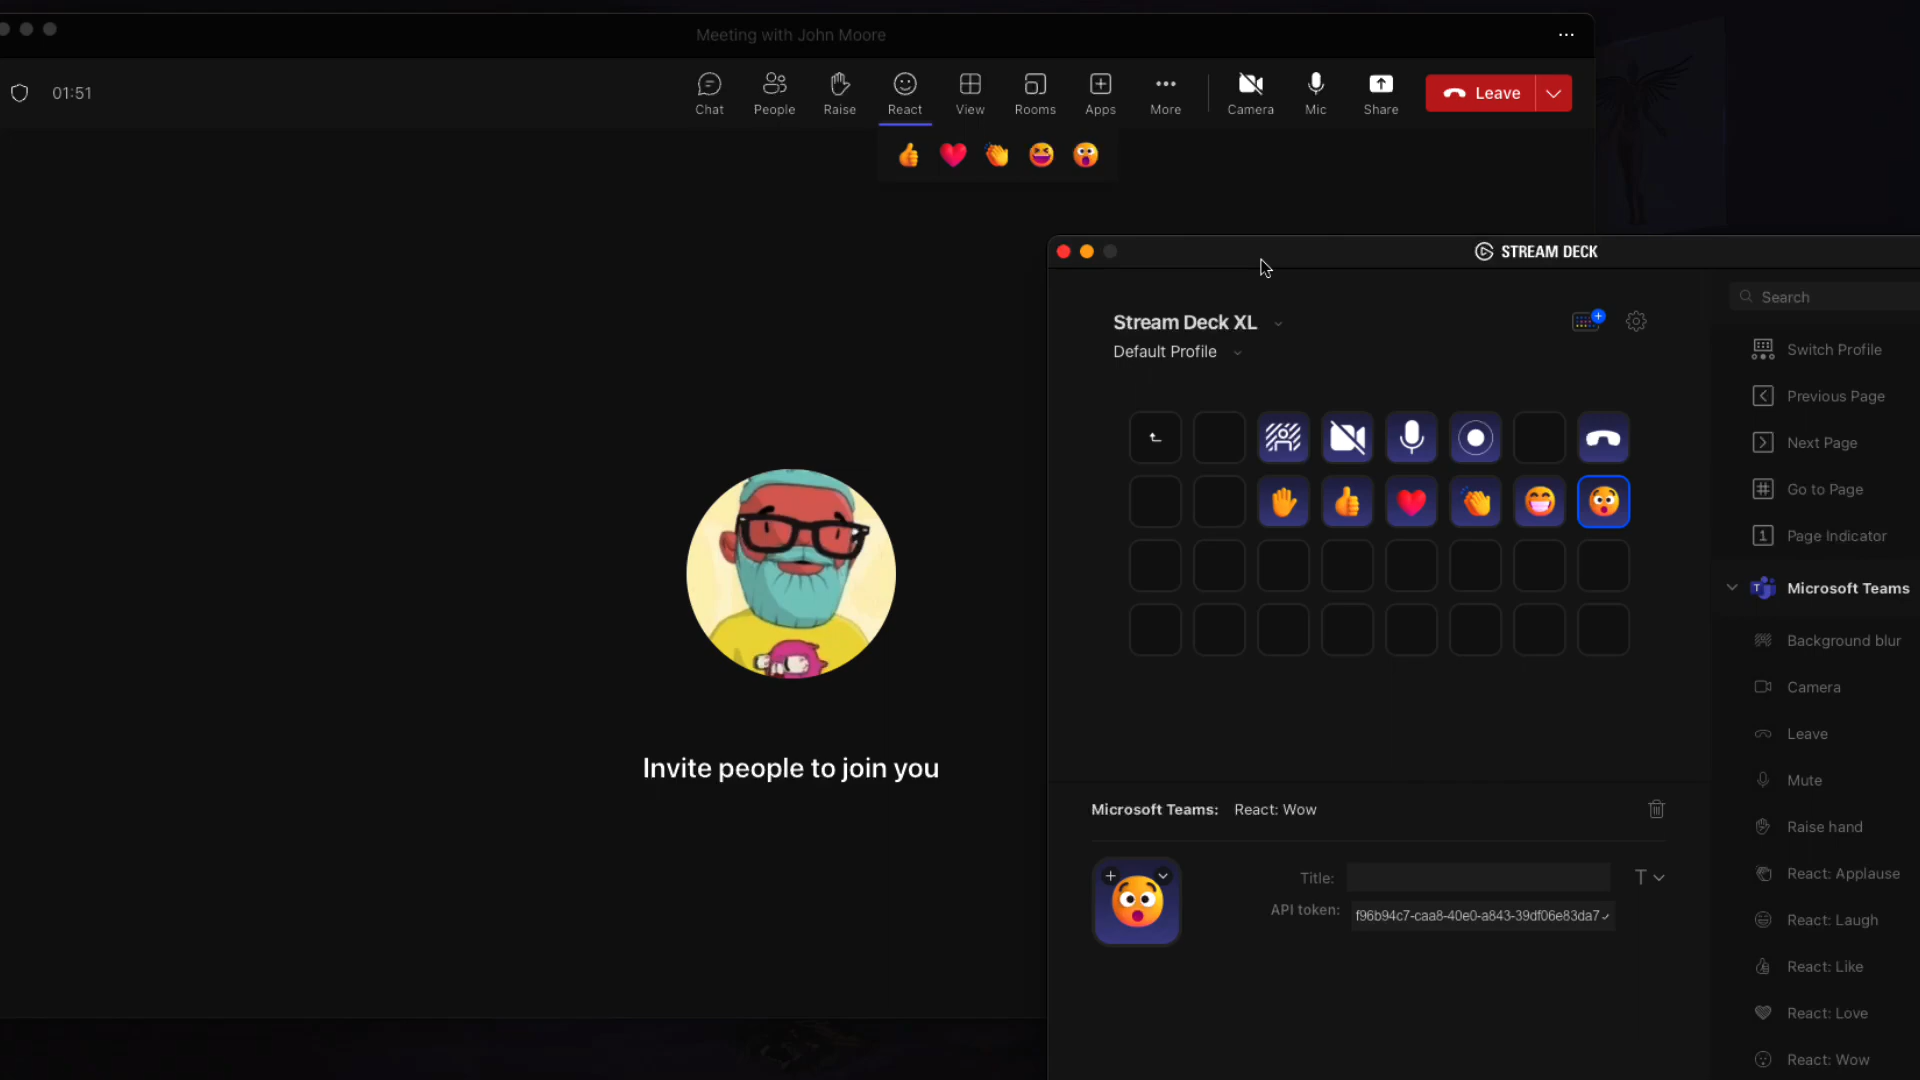 Meeting with John Moore
01:51
Chat
People
Raise
React
View
Rooms
Apps
More
Camera
Mic
Share
Leave
STREAM DECK
Stream Deck XL
Default Profile
Search
Switch Profile
Previous Page
Next Page
Go to Page
1 Page Indicator
Microsoft Teams
Background blur
Camera
Leave
Mute
Raise hand
React: Applause
React: Laugh
React: Like
React: Love
React: Wow
Invite people to join you
Microsoft Teams: React: Wow
Title:
T
API token: f96b94c7-caa8-40e0-a843-39df06e83da7